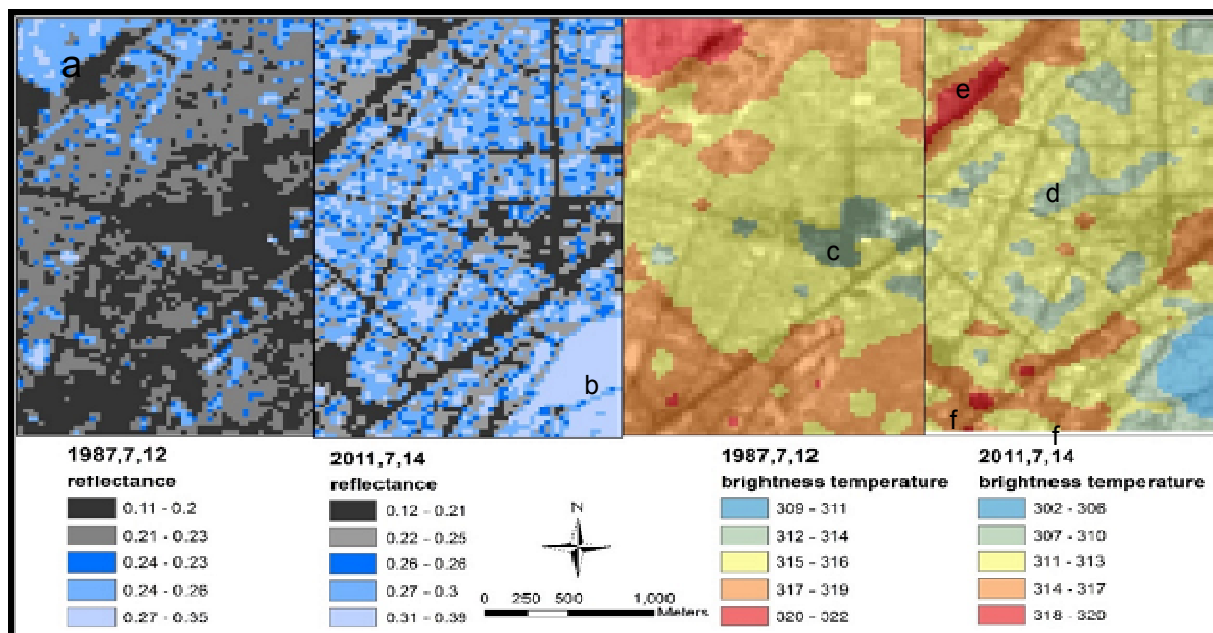 a
b
c
d
e
f
f
1987,7,12
reflectance
0.11 - 0.2
0.21 - 0.23
0.24 - 0.23
0.24 - 0.26
0.27 - 0.35
2011,7,14
reflectance
0.12 - 0.21
0.22 - 0.25
0.26 - 0.26
0.27 - 0.3
0.31 - 0.39
N
0 250 500 1,000
Meters
1987,7,12
brightness temperature
309 - 311
312 - 314
315 - 316
317 - 319
320 - 322
2011,7,14
brightness temperature
302 - 306
307 - 310
311 - 313
314 - 317
318 - 320